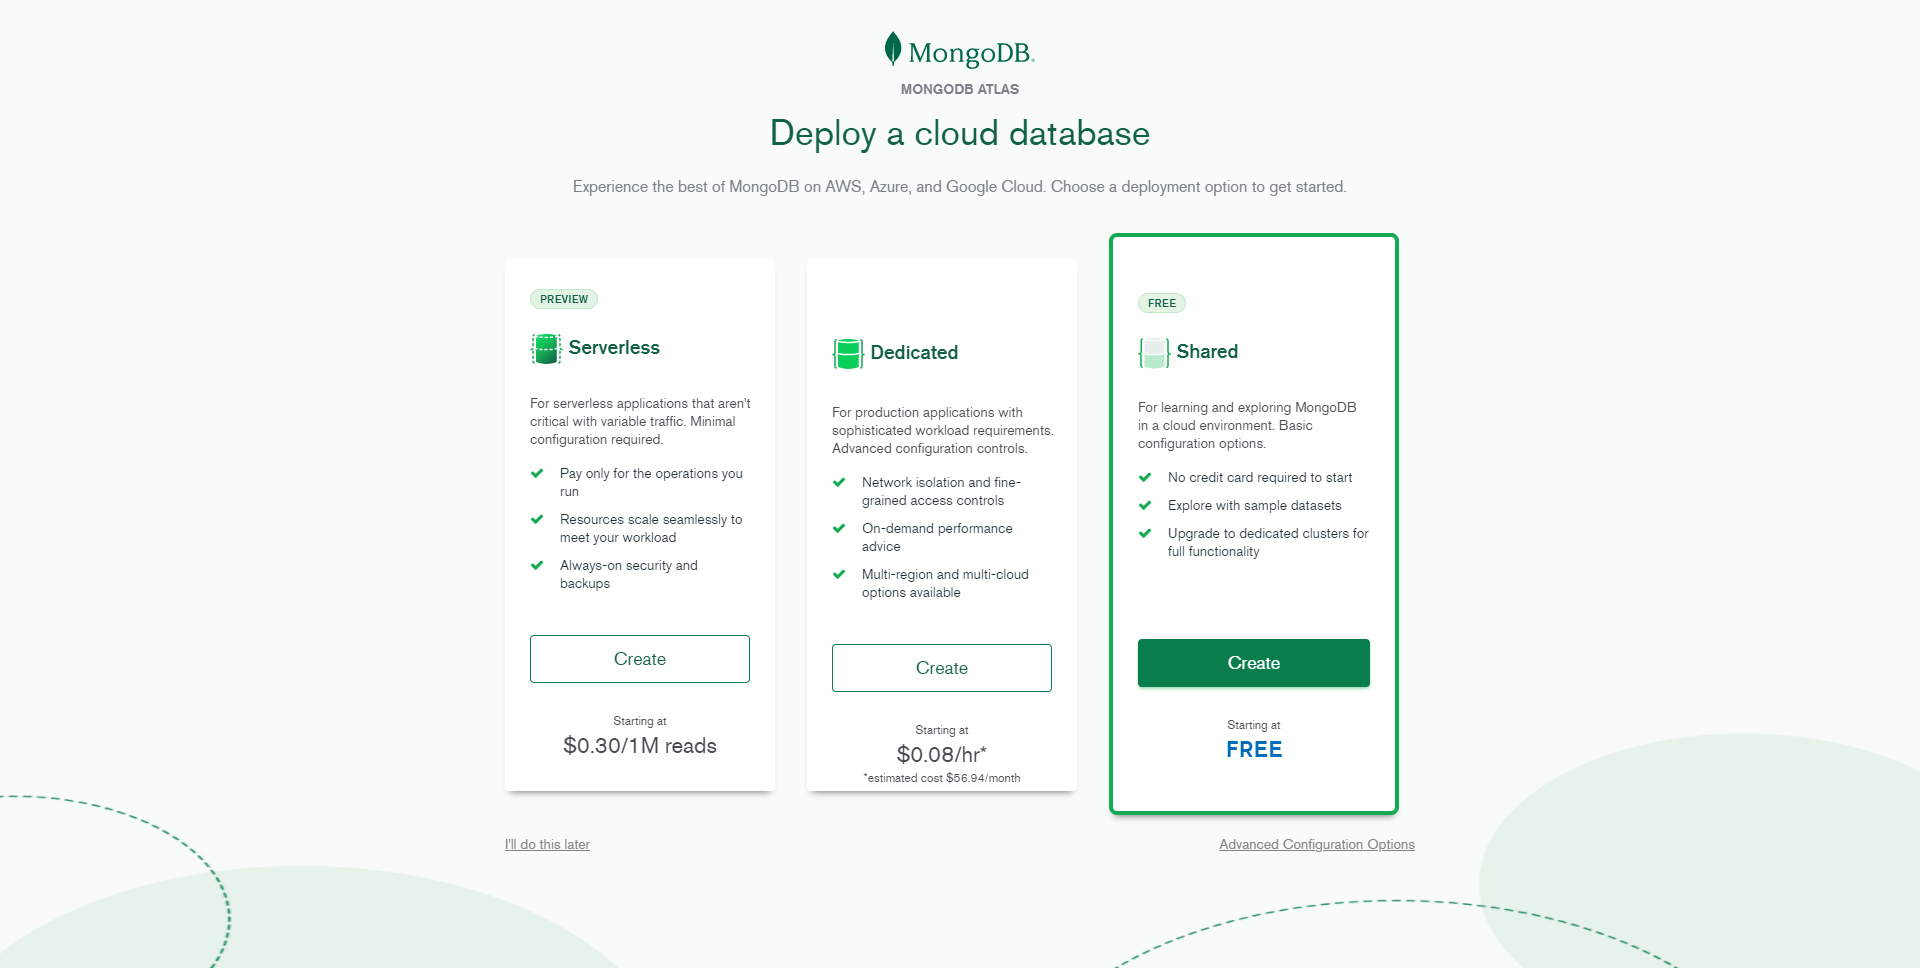 MongoDB.
MONGODB ATLAS
Deploy a cloud database
Experience the best of MongoDB on AWS, Azure, and Google Cloud. Choose a deployment option to get started.
PREVIEW
Serverless
For serverless applications that aren't
critical with variable traffic. Minimal
configuration required.
Pay only for the operations you
run
Resources scale seamlessly to
meet your workload
Always-on security and
backups
Create
Starting at
$0.30/1M reads
Dedicated
For production applications with
sophisticated workload requirements.
Advanced configuration controls.
Network isolation and fine-
grained access controls
On-demand performance
advice
Multi-region and multi-cloud
options available
Create
Starting at
$0.08/hr*
*estimated cost $56.94/month
FREE
Shared
For learning and exploring MongoDB
in a cloud environment. Basic
configuration options.
No credit card required to start
Explore with sample datasets
Upgrade to dedicated clusters for
full functionality
Create
Starting at
FREE
I'll do this later
Advanced Configuration Options